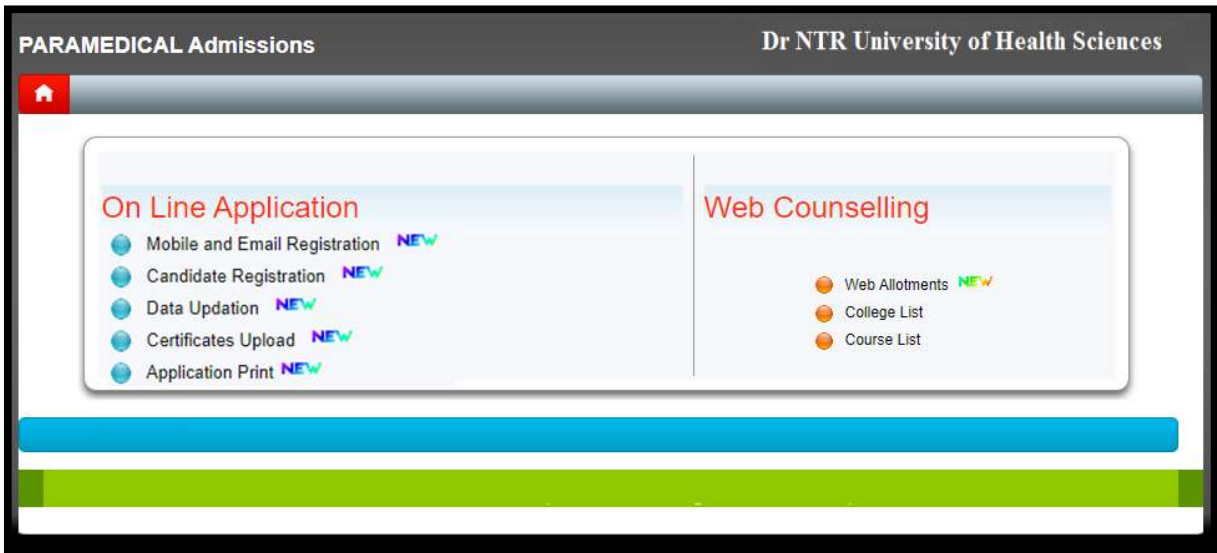 PARAMEDICAL Admissions
Dr NTR University of Health Sciences
On Line Application
Mobile and Email Registration NEW
Candidate Registration NEW
Data Updation NEW
Certificates Upload NEW
Application Print NEW
Web Counselling
Web Allotments NEW
College List
Course List